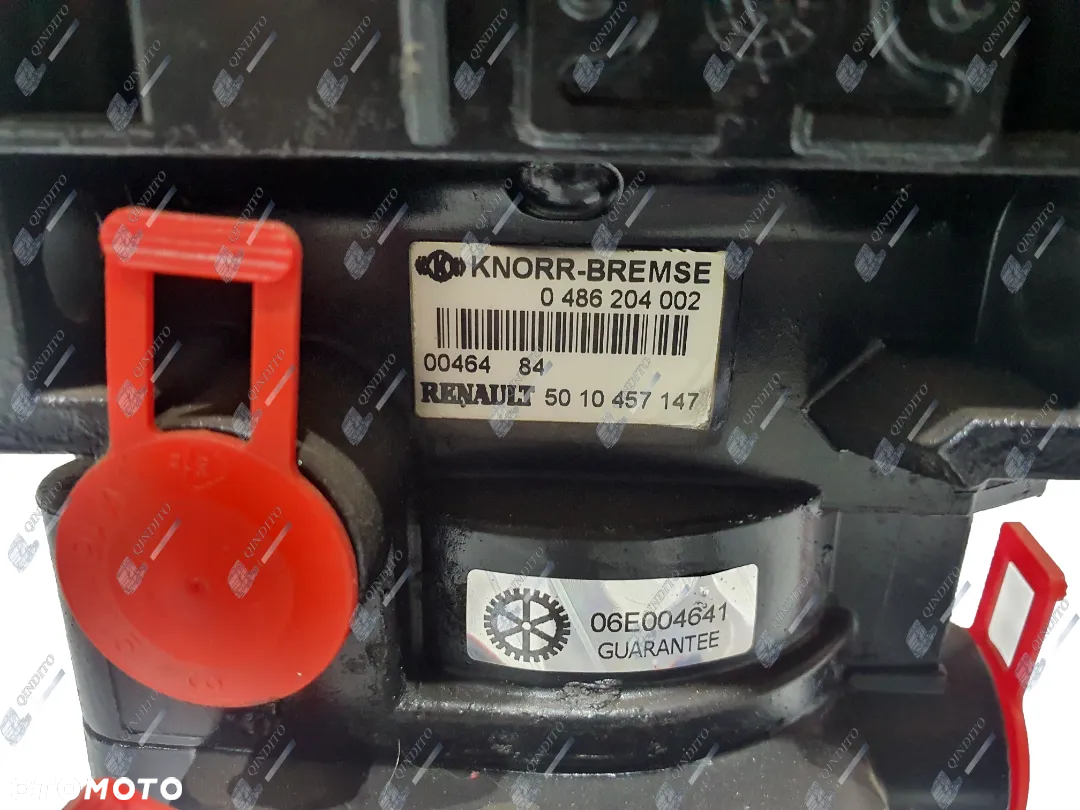 KNORR-BREMSE
0 486 204 002
00464 84
RENAULT 50 10 457 147
06E004641
GUARANTEE
QINDITO
OTOMOTO